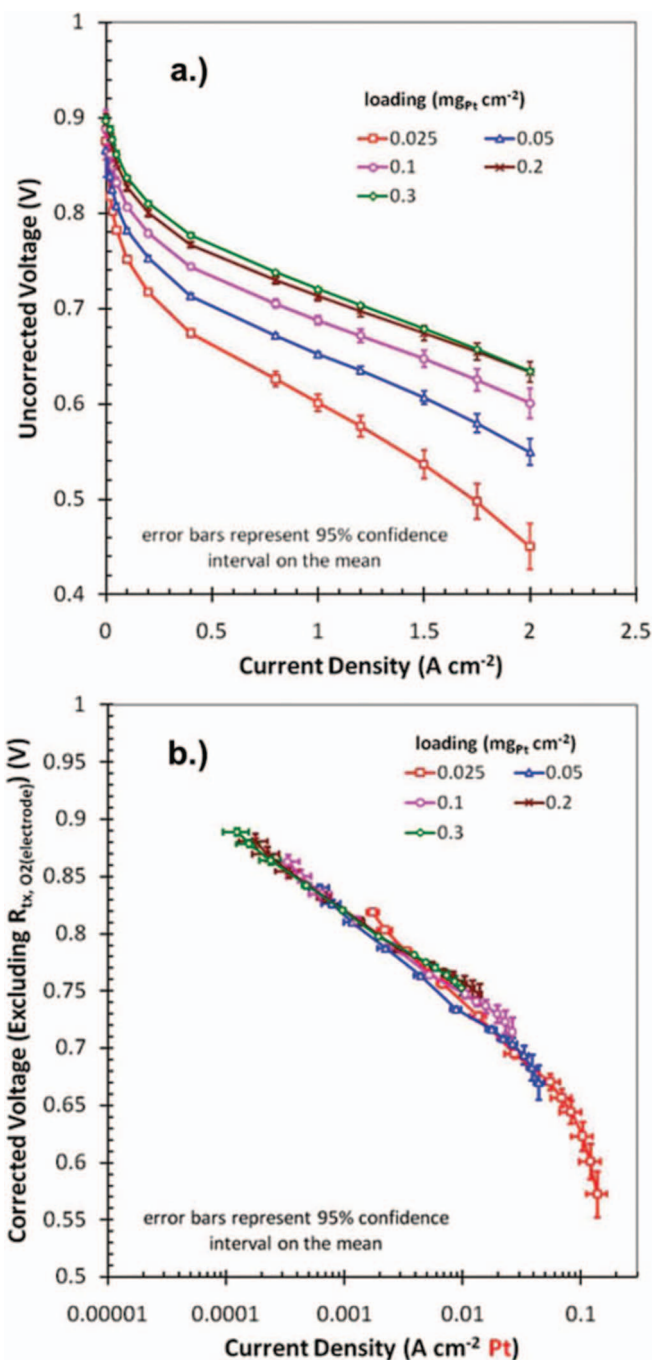 a.)
loading (mgPt cm-2)
0.025 0.05
0.1 0.2
0.3
error bars represent 95% confidence
interval on the mean
Uncorrected Voltage (V)
1
0.9
0.8
0.7
0.6
0.5
0.4
0 0.5 1 1.5 2 2.5
Current Density (A cm-2)
b.)
loading (mgPt cm-2)
0.025 0.05
0.1 0.2
0.3
error bars represent 95% confidence
interval on the mean
Corrected Voltage (Excluding Rtx, O2(electrode)) (V)
1
0.95
0.9
0.85
0.8
0.75
0.7
0.65
0.6
0.55
0.5
0.00001 0.0001 0.001 0.01 0.1
Current Density (A cm-2 Pt)